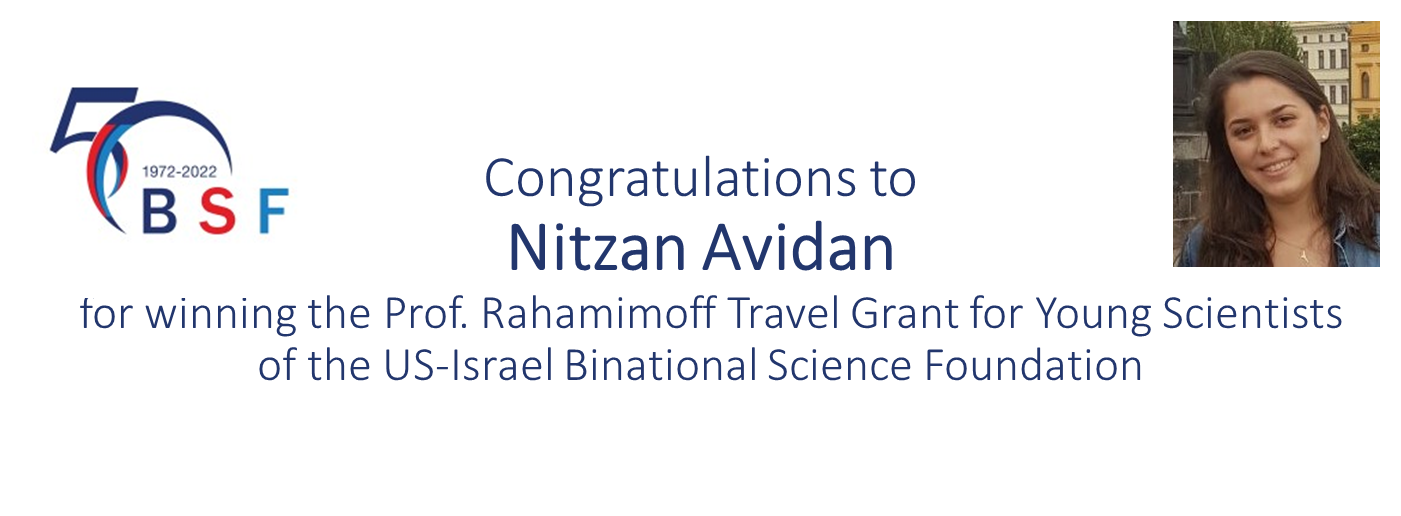 50
1972-2022
BSF
Congratulations to
Nitzan Avidan
for winning the Prof. Rahamimoff Travel Grant for Young Scientists
of the US-Israel Binational Science Foundation